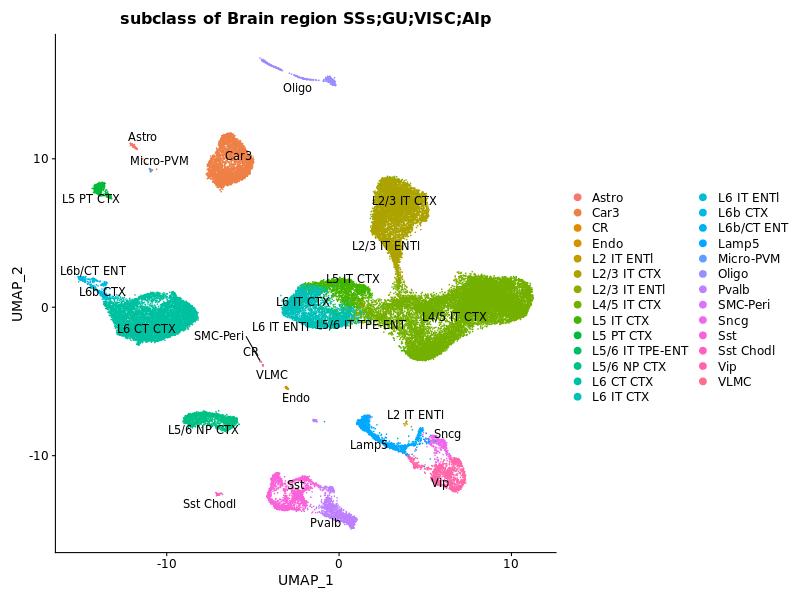 subclass of Brain region SSs;GU;VISC;AIp
Oligo
Astro
Micro-PVM
Car3
L5 PT CTX
L2/3 IT CTX
L2/3 IT ENTl
L6b/CT ENT
L6b CTX
L5 IT CTX
L6 IT CTX
L6 CT CTX
L6 IT ENTl
L5/6 IT TPE-ENT
L4/5 IT CTX
SMC-Peri
CR
VLMC
Endo
L2 IT ENTl
L5/6 NP CTX
Lamp5
Sncg
Sst
Vip
Sst Chodl
Pvalb
10
0
-10
UMAP_2
-10
0
10
UMAP_1
Astro
Car3
CR
Endo
L2 IT ENTl
L2/3 IT CTX
L2/3 IT ENTl
L4/5 IT CTX
L5 IT CTX
L5 PT CTX
L5/6 IT TPE-ENT
L5/6 NP CTX
L6 CT CTX
L6 IT CTX
L6 IT ENTl
L6b CTX
L6b/CT ENT
Lamp5
Micro-PVM
Oligo
Pvalb
SMC-Peri
Sncg
Sst
Sst Chodl
Vip
VLMC